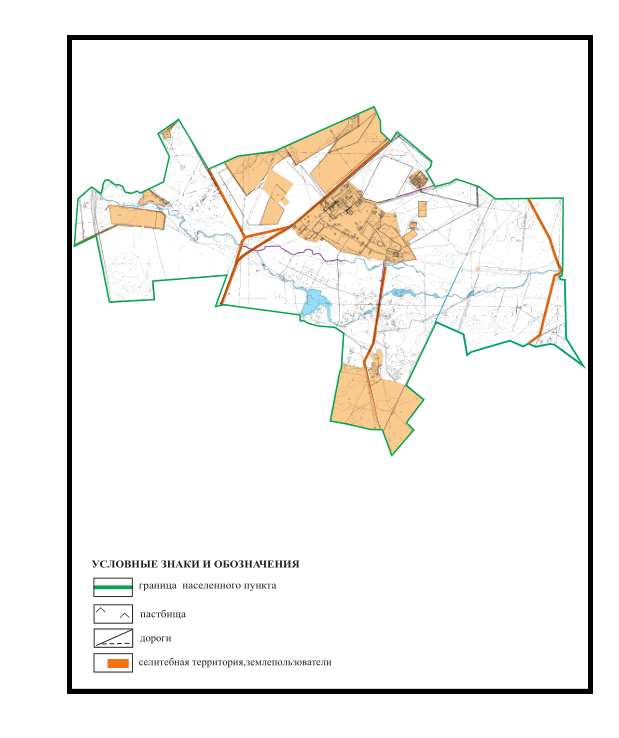 УСЛОВНЫЕ ЗНАКИ И ОБОЗНАЧЕНИЯ
граница населенного пункта
пастбища
дороги
селитебная территория,землепользователи